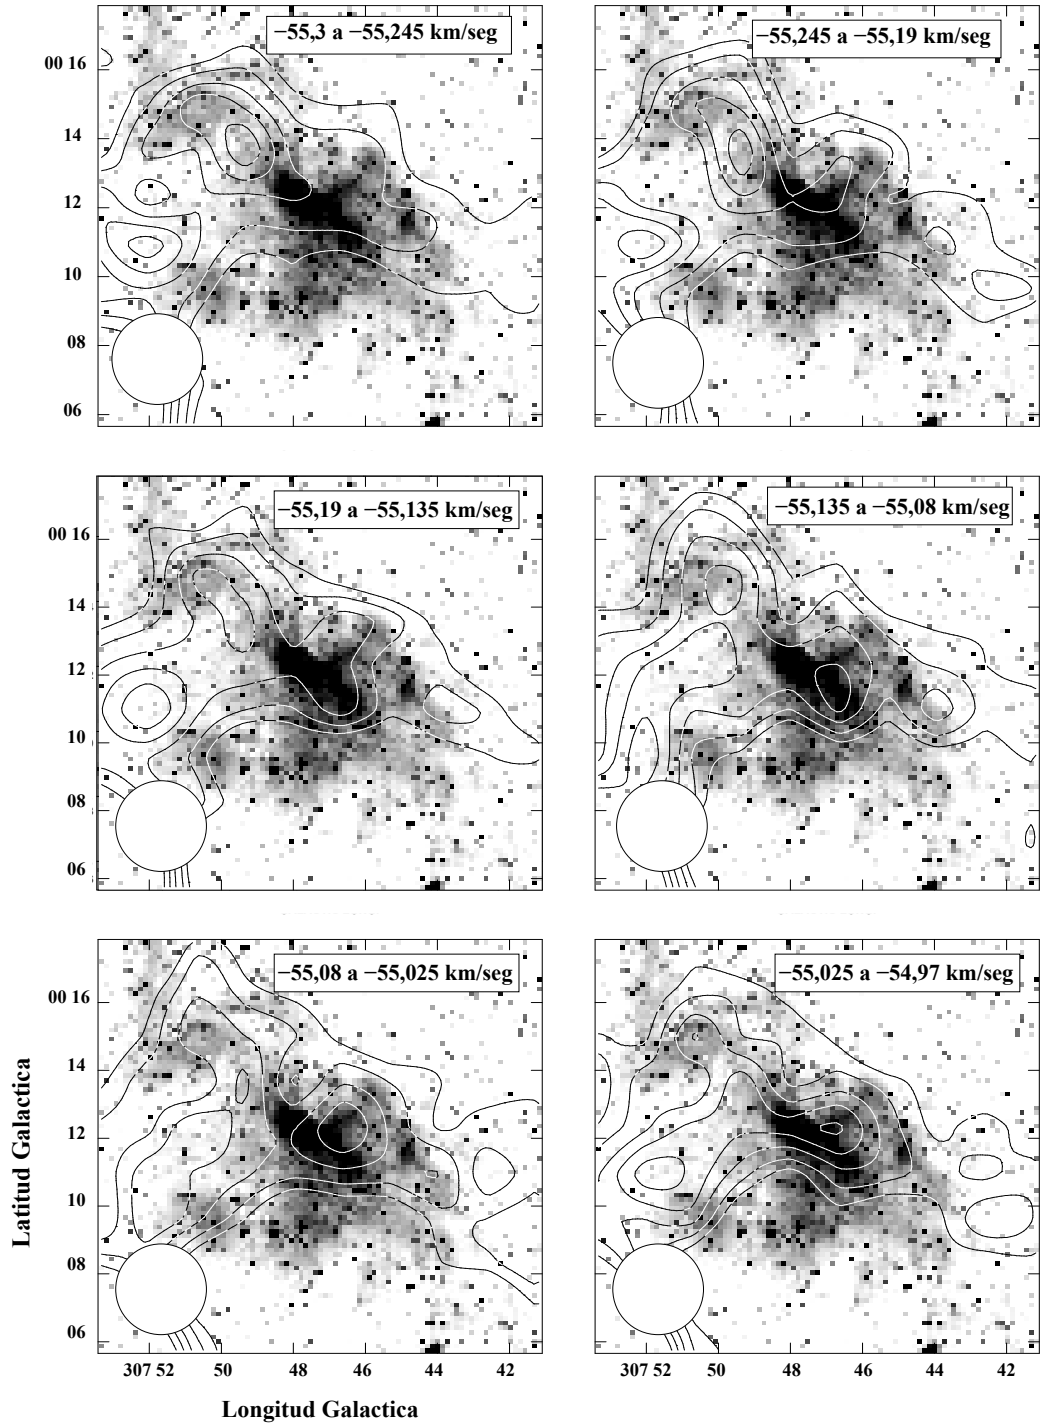 −55,3 a −55,245 km/seg
−55,245 a −55,19 km/seg
00 16
14
12
10
08
06
−55,19 a −55,135 km/seg
−55,135 a −55,08 km/seg
00 16
14
12
10
08
06
−55,08 a −55,025 km/seg
−55,025 a −54,97 km/seg
00 16
14
12
10
08
06
Latitud Galactica
307 52 50 48 46 44 42
307 52 50 48 46 44 42
Longitud Galactica